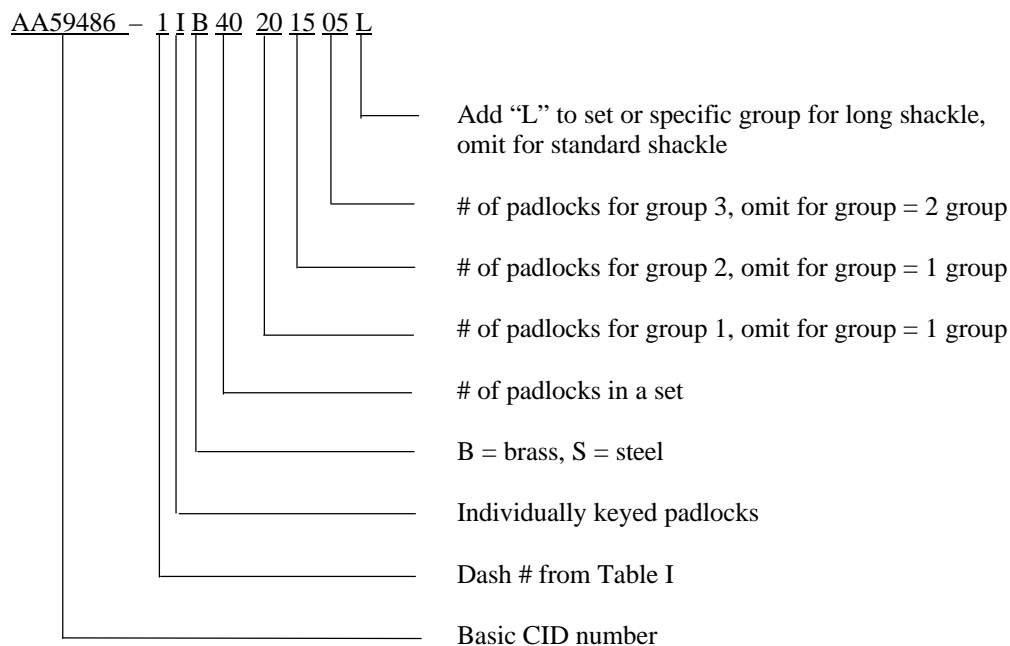 AA59486 – 1 I B 40 20 15 05 L
Add “L” to set or specific group for long shackle,
omit for standard shackle
# of padlocks for group 3, omit for group = 2 group
# of padlocks for group 2, omit for group = 1 group
# of padlocks for group 1, omit for group = 1 group
# of padlocks in a set
B = brass, S = steel
Individually keyed padlocks
Dash # from Table I
Basic CID number